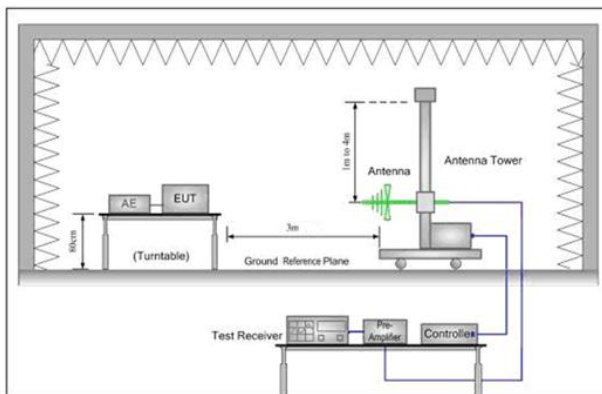 1m to 4m
Antenna
Antenna Tower
AE
EUT
80cm
(Turntable)
3m
Ground Reference Plane
Test Receiver
Pre-
Amplifier
Controller